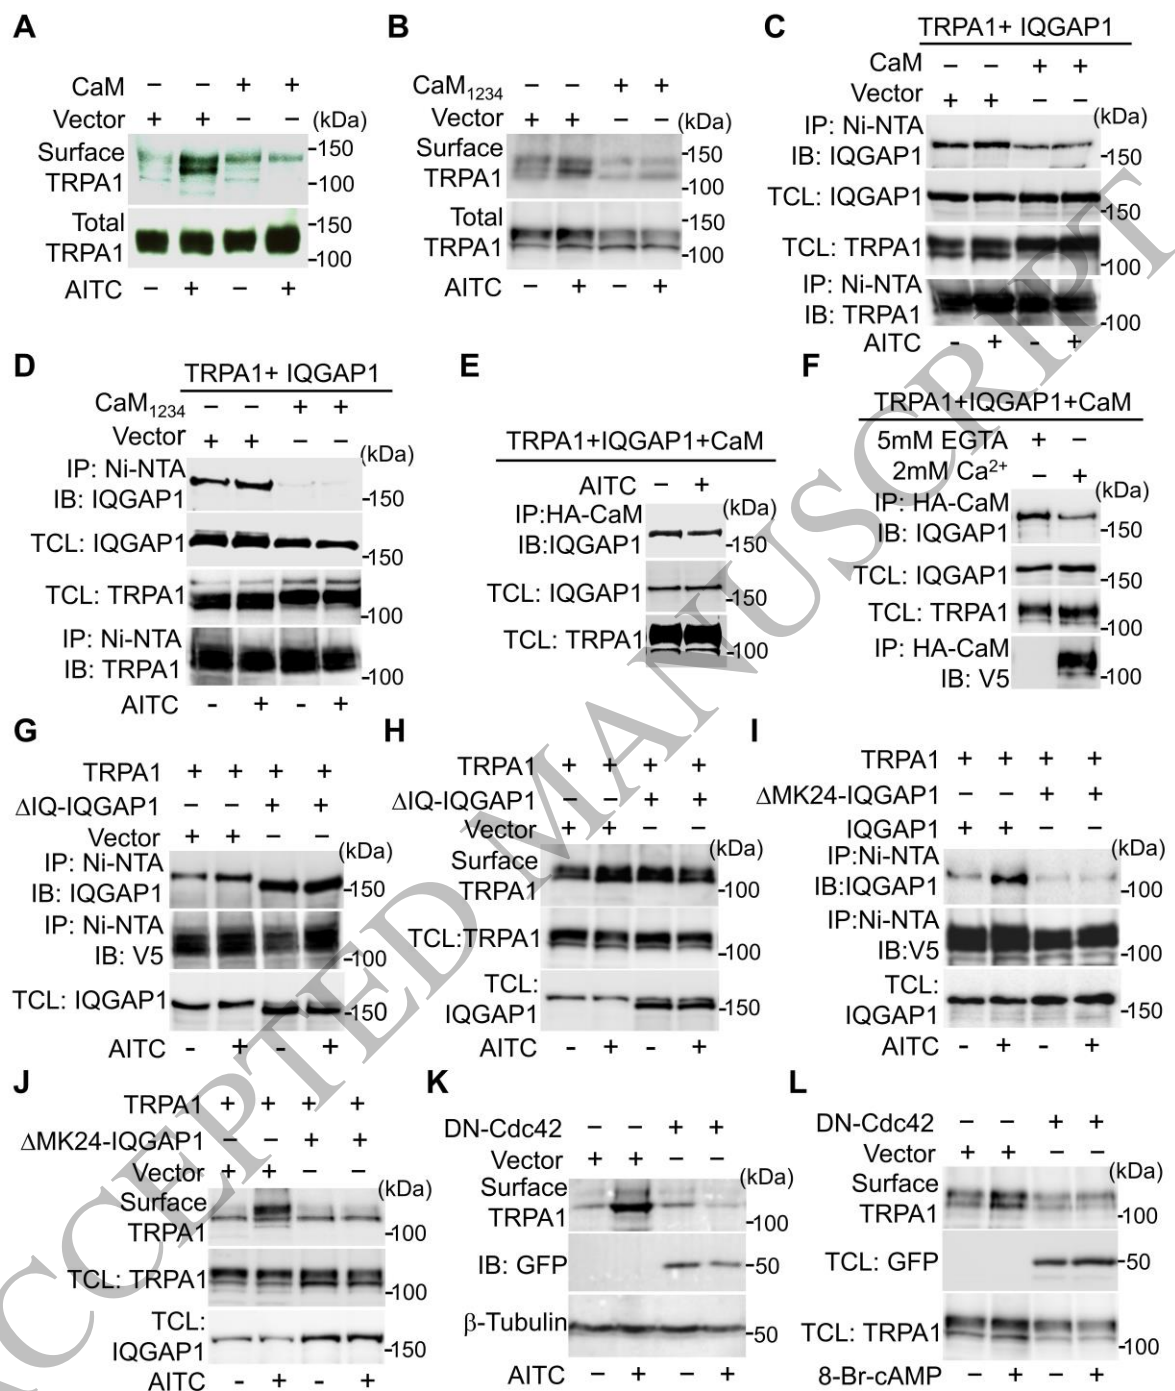 A
CaM − − + +
Vector + + − − (kDa)
Surface TRPA1 -150
-100
Total TRPA1 -150
-100
AITC − + − +
B
CaM1234 − − + +
Vector + + − − (kDa)
Surface TRPA1 -150
-100
Total TRPA1 -150
-100
AITC − + − +
C
TRPA1+ IQGAP1
CaM − − + +
Vector + + − − (kDa)
IP: Ni-NTA
IB: IQGAP1 -150
TCL: IQGAP1 -150
TCL: TRPA1 -100
IP: Ni-NTA
IB: TRPA1 -100
AITC - + - +
D
TRPA1+ IQGAP1
CaM1234 − − + +
Vector + + − − (kDa)
IP: Ni-NTA
IB: IQGAP1 -150
TCL: IQGAP1 -150
TCL: TRPA1 -100
IP: Ni-NTA
IB: TRPA1 -100
AITC - + - +
E
TRPA1+IQGAP1+CaM
AITC − + (kDa)
IP:HA-CaM
IB:IQGAP1 -150
TCL: IQGAP1 -150
TCL: TRPA1 -100
F
TRPA1+IQGAP1+CaM
5mM EGTA + −
2mM Ca2+ − + (kDa)
IP: HA-CaM
IB: IQGAP1 -150
TCL: IQGAP1 -150
TCL: TRPA1 -100
IP: HA-CaM
IB: V5 -100
G
TRPA1 + + + +
ΔIQ-IQGAP1 − − + +
Vector + + − − (kDa)
IP: Ni-NTA
IB: IQGAP1 -150
IP: Ni-NTA
IB: V5 -100
TCL: IQGAP1 -150
AITC - + - +
H
TRPA1 + + + +
ΔIQ-IQGAP1 − − + +
Vector + + − − (kDa)
Surface
TRPA1 -100
TCL:TRPA1 -100
TCL:
IQGAP1 -150
AITC - + - +
I
TRPA1 + + + +
ΔMK24-IQGAP1 − − + +
IQGAP1 + + − − (kDa)
IP:Ni-NTA
IB:IQGAP1 -100
IP:Ni-NTA
IB:V5 -100
TCL:
IQGAP1 -150
AITC − + − +
J
TRPA1 + + + +
ΔMK24-IQGAP1 − − + +
Vector + + − − (kDa)
Surface
TRPA1 -100
TCL: TRPA1 -100
TCL:
IQGAP1 -150
AITC - + - +
K
DN-Cdc42 − − + +
Vector + + − − (kDa)
Surface
TRPA1 -100
IB: GFP -50
β-Tubulin -50
AITC − + − +
L
DN-Cdc42 − − + +
Vector + + − − (kDa)
Surface
TRPA1 -100
TCL: GFP -50
TCL: TRPA1 -100
8-Br-cAMP − + − +
ACCEPTED MANUSCRIPT